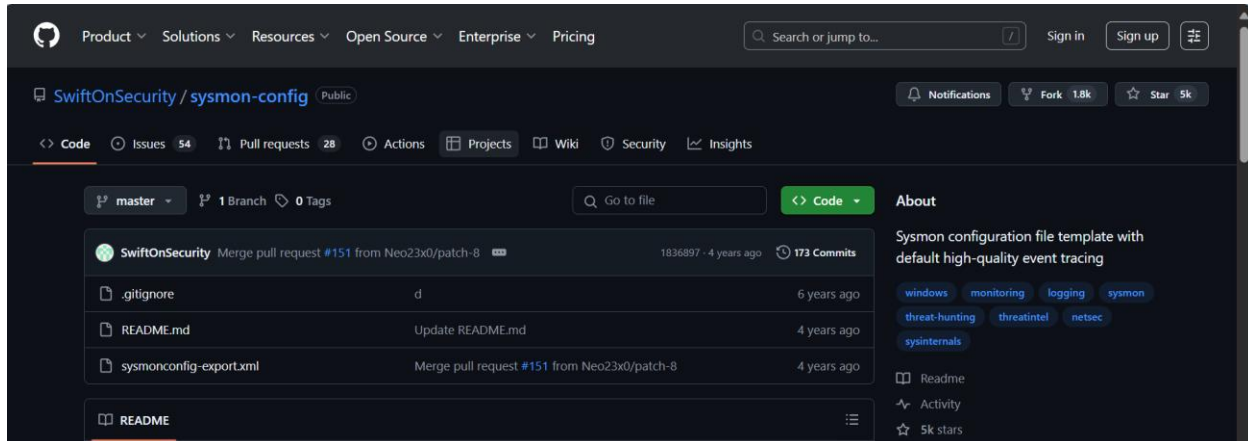 Product Solutions Resources Open Source Enterprise Pricing Search or jump to... / Sign in Sign up
SwiftOnSecurity / sysmon-config Public Notifications Fork 1.8k Star 5k
<> Code Issues 54 Pull requests 28 Actions Projects Wiki Security Insights
master 1 Branch 0 Tags Go to file <> Code
About
SwiftOnSecurity Merge pull request #151 from Neo23x0/patch-8 1836897 · 4 years ago 173 Commits
.gitignore d 6 years ago
README.md Update README.md 4 years ago
sysmonconfig-export.xml Merge pull request #151 from Neo23x0/patch-8 4 years ago
README
Sysmon configuration file template with
default high-quality event tracing
windows monitoring logging sysmon
threat-hunting threatintel netsec
sysinternals
Readme
Activity
5k stars